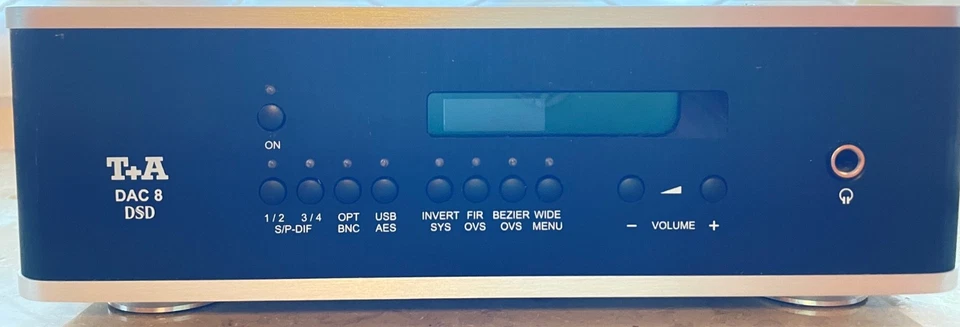 ON
T+A
DAC 8
DSD
1 / 2 3 / 4 OPT USB INVERT FIR BEZIER WIDE
S/P-DIF BNC AES SYS OVS OVS MENU
− VOLUME +